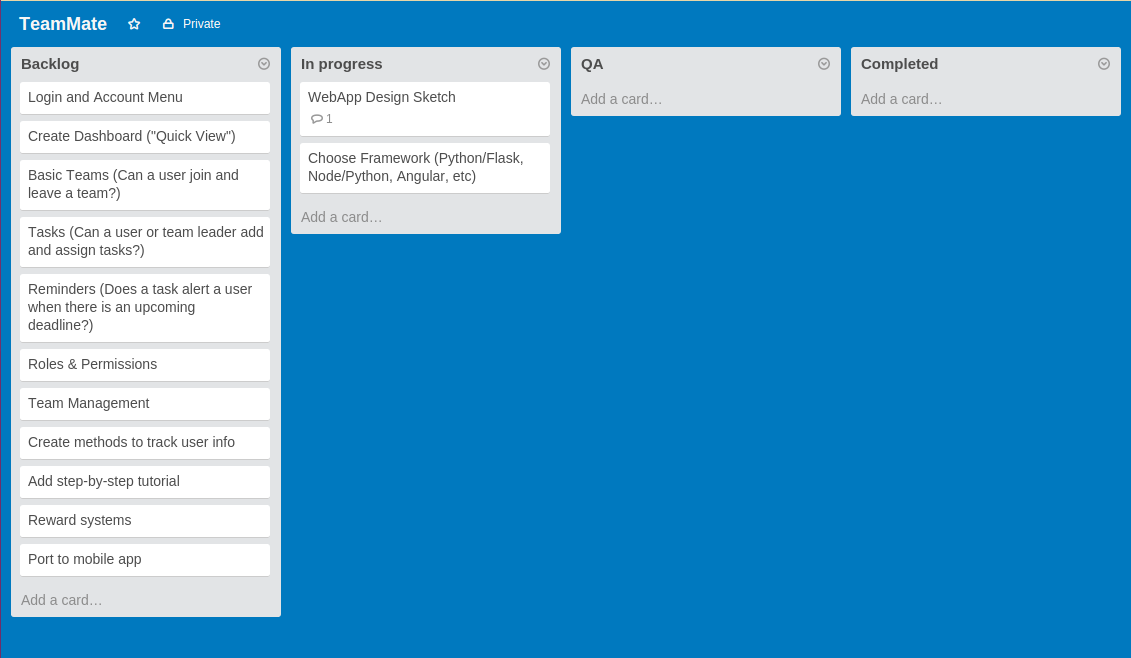 TeamMate
Private
Backlog
Login and Account Menu
Create Dashboard ("Quick View")
Basic Teams (Can a user join and
leave a team?)
Tasks (Can a user or team leader add
and assign tasks?)
Reminders (Does a task alert a user
when there is an upcoming
deadline?)
Roles & Permissions
Team Management
Create methods to track user info
Add step-by-step tutorial
Reward systems
Port to mobile app
Add a card…
In progress
WebApp Design Sketch
1
Choose Framework (Python/Flask,
Node/Python, Angular, etc)
Add a card…
QA
Add a card…
Completed
Add a card…